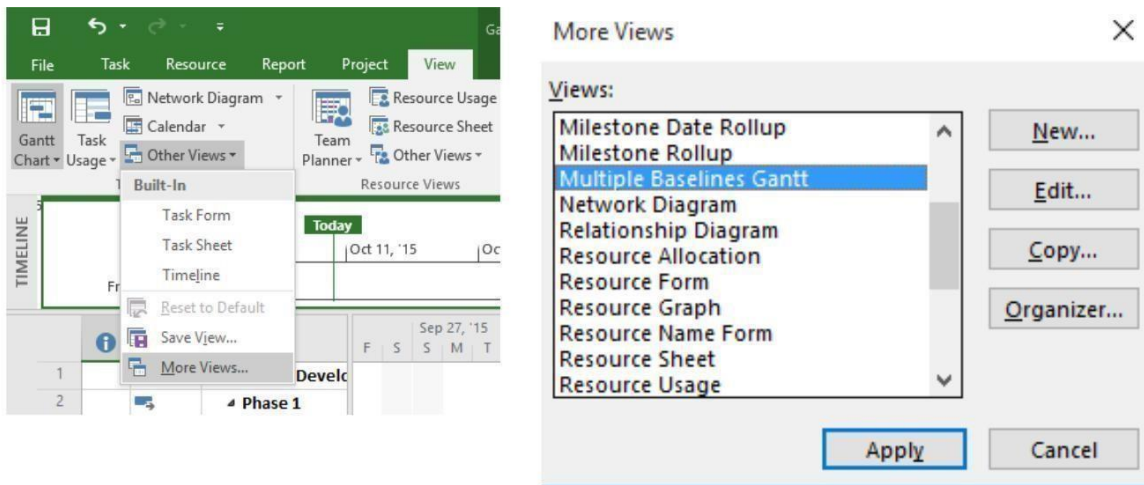 Ga
File Task Resource Report Project View
Network Diagram
Calendar
Other Views
Gantt Chart
Task Usage
Team Planner
Resource Usage
Resource Sheet
Other Views
T
Resource Views
Built-In
Task Form
Task Sheet
Timeline
Reset to Default
Save View...
More Views...
TIMELINE
Today
Oct 11, '15
Oc
Fr
Sep 27, '15
F S S M T
1
Develo
2
Phase 1
More Views
Views:
Milestone Date Rollup
Milestone Rollup
Multiple Baselines Gantt
Network Diagram
Relationship Diagram
Resource Allocation
Resource Form
Resource Graph
Resource Name Form
Resource Sheet
Resource Usage
New...
Edit...
Copy...
Organizer...
Apply
Cancel